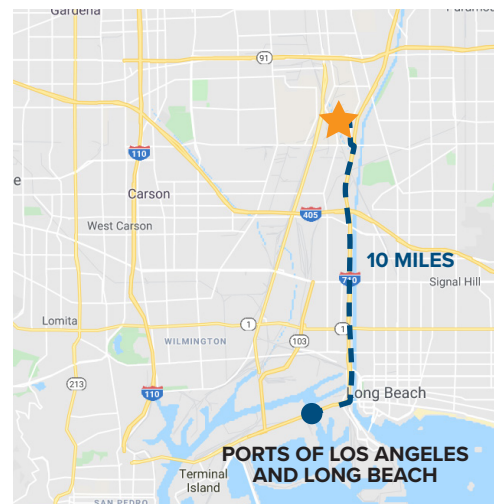 Gardena
91
110
Carson
405
West Carson
10 MILES
710
Signal Hill
Lomita
1
1
WILMINGTON
103
213
110
ong Beach
PORTS OF LOS ANGELES
AND LONG BEACH
Terminal
Island
SAN PEDRO